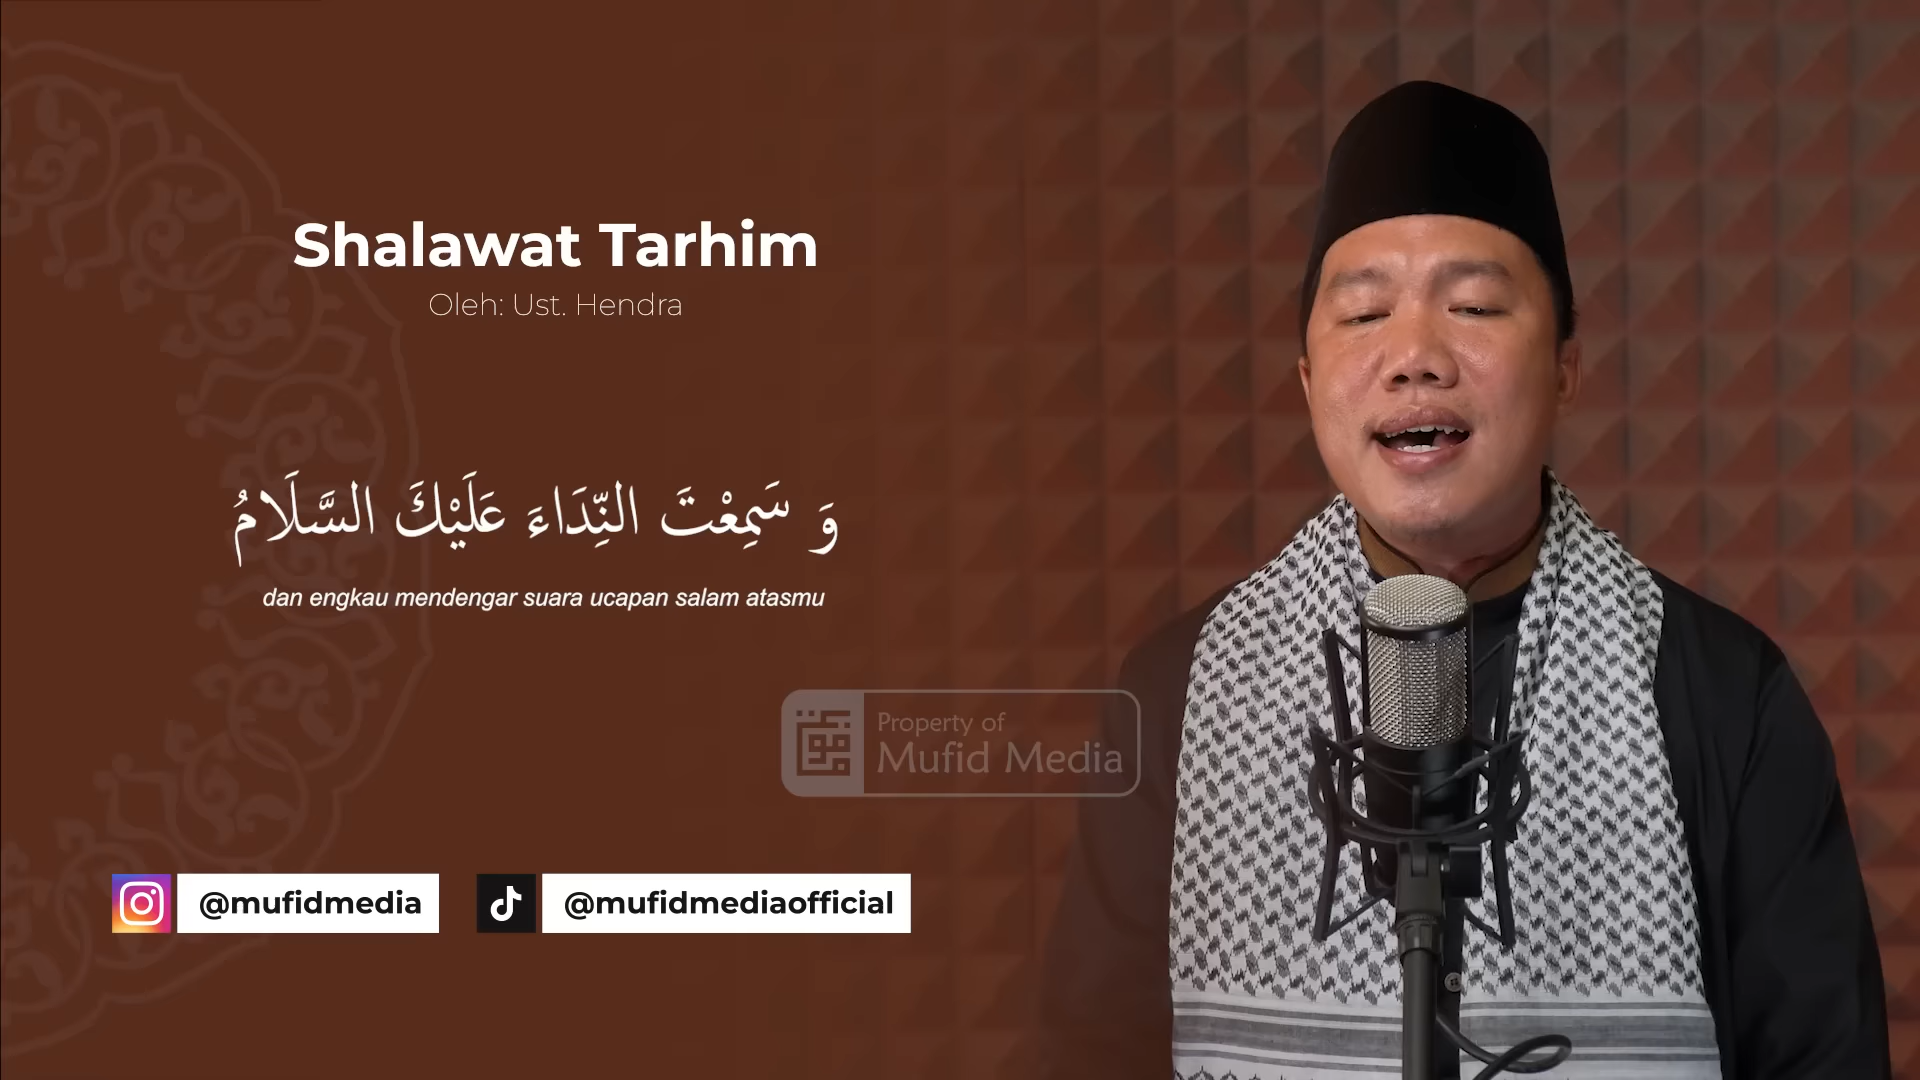 Shalawat Tarhim
Oleh: Ust. Hendra
وَ سَمِعْتَ النِّدَاءَ عَلَيْكَ السَّلَامُ
dan engkau mendengar suara ucapan salam atasmu
Property of
Mufid Media
@mufidmedia
@mufidmediaofficial